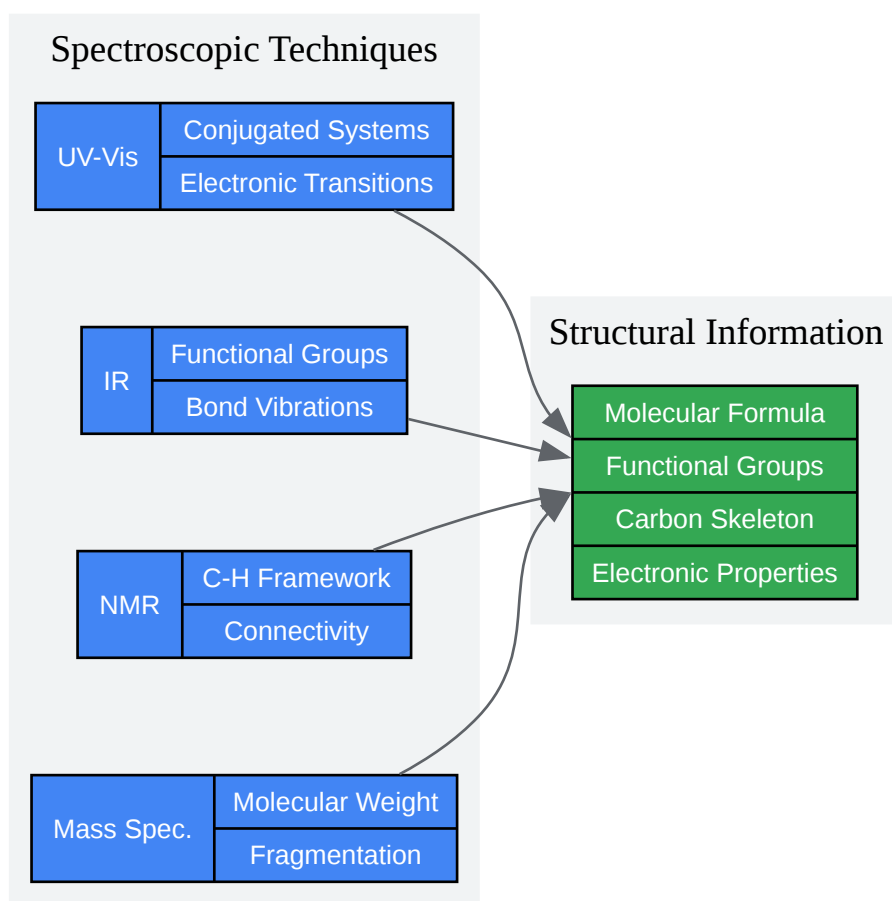 Spectroscopic Techniques
UV-Vis
Conjugated Systems
Electronic Transitions
IR
Functional Groups
Bond Vibrations
NMR
C-H Framework
Connectivity
Mass Spec.
Molecular Weight
Fragmentation
Structural Information
Molecular Formula
Functional Groups
Carbon Skeleton
Electronic Properties